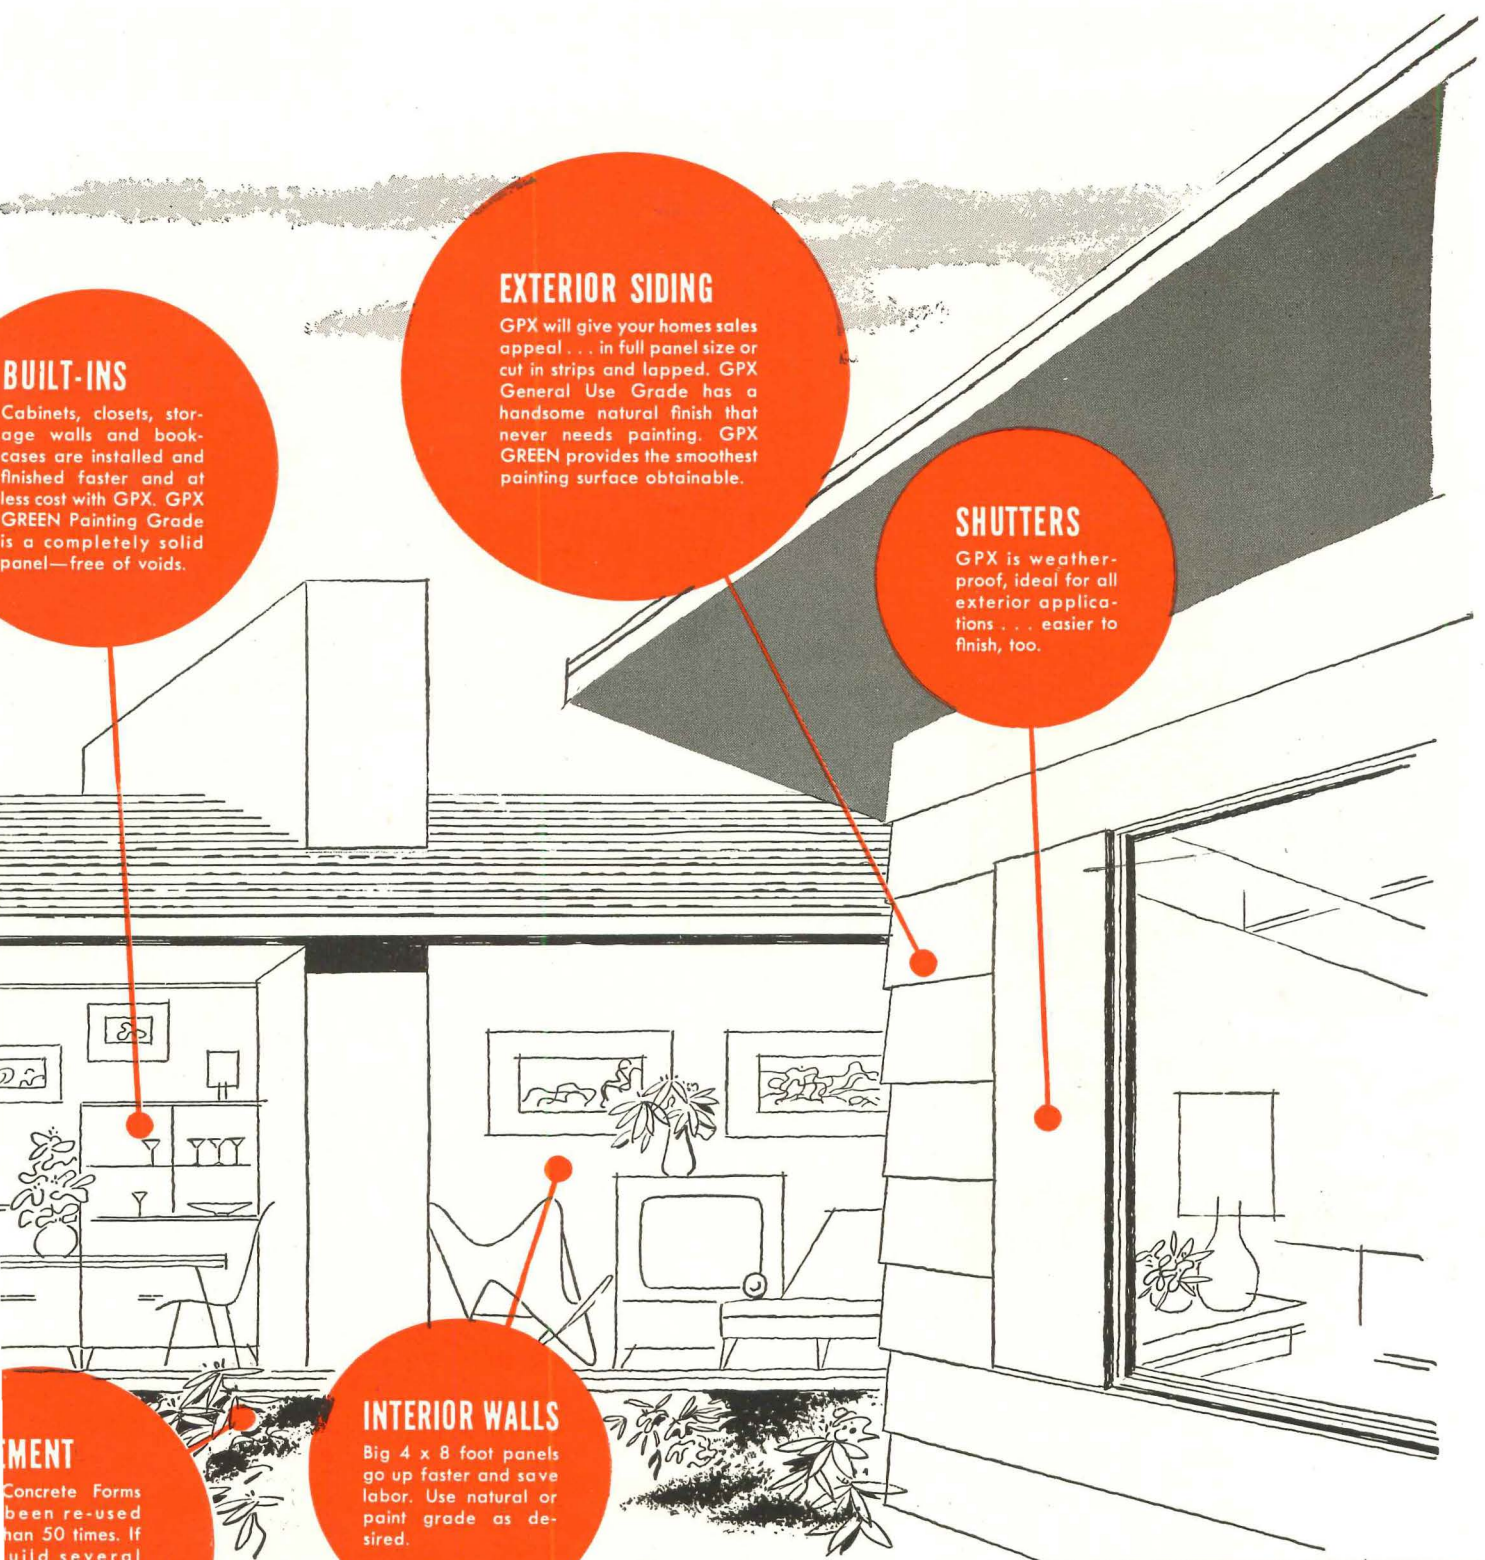 EXTERIOR SIDING
GPX will give your homes sales
appeal . . . in full panel size or
cut in strips and lapped. GPX
General Use Grade has a
handsome natural finish that
never needs painting. GPX
GREEN provides the smoothest
painting surface obtainable.
BUILT-INS
Cabinets, closets, stor-
age walls and book-
cases are installed and
finished faster and at
less cost with GPX. GPX
GREEN Painting Grade
is a completely solid
panel—free of voids.
SHUTTERS
GPX is weather-
proof, ideal for all
exterior applica-
tions . . . easier to
finish, too.
INTERIOR WALLS
Big 4 x 8 foot panels
go up faster and save
labor. Use natural or
paint grade as de-
sired.
EMENT
Concrete Forms
been re-used
han 50 times. If
uild several